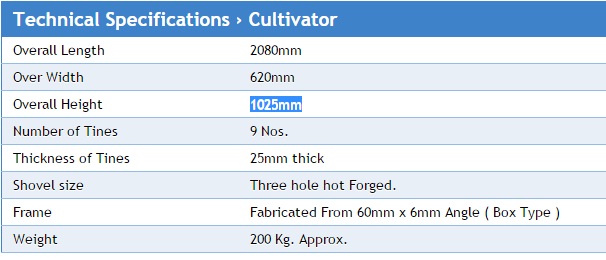 Technical Specifications › Cultivator
Overall Length 2080mm
Over Width 620mm
Overall Height 1025mm
Number of Tines 9 Nos.
Thickness of Tines 25mm thick
Shovel size Three hole hot Forged.
Frame Fabricated From 60mm x 6mm Angle ( Box Type )
Weight 200 Kg. Approx.